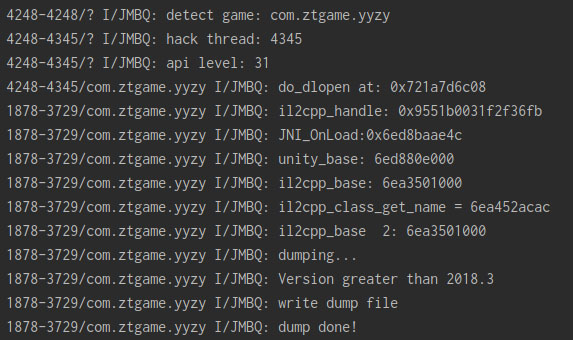 4248-4248/? I/JMBQ: detect game: com.ztgame.yyzy
4248-4345/? I/JMBQ: hack thread: 4345
4248-4345/? I/JMBQ: api level: 31
4248-4345/com.ztgame.yyzy I/JMBQ: do_dlopen at: 0x721a7d6c08
1878-3729/com.ztgame.yyzy I/JMBQ: il2cpp_handle: 0x9551b0031f2f36fb
1878-3729/com.ztgame.yyzy I/JMBQ: JNI_OnLoad:0x6ed8baae4c
1878-3729/com.ztgame.yyzy I/JMBQ: unity_base: 6ed880e000
1878-3729/com.ztgame.yyzy I/JMBQ: il2cpp_base: 6ea3501000
1878-3729/com.ztgame.yyzy I/JMBQ: il2cpp_class_get_name = 6ea452acac
1878-3729/com.ztgame.yyzy I/JMBQ: il2cpp_base  2: 6ea3501000
1878-3729/com.ztgame.yyzy I/JMBQ: dumping...
1878-3729/com.ztgame.yyzy I/JMBQ: Version greater than 2018.3
1878-3729/com.ztgame.yyzy I/JMBQ: write dump file
1878-3729/com.ztgame.yyzy I/JMBQ: dump done!